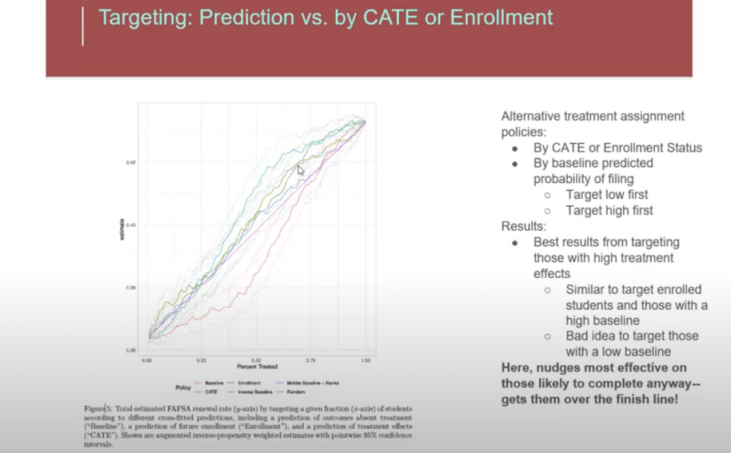 Targeting: Prediction vs. by CATE or Enrollment
Alternative treatment assignment
policies:
● By CATE or Enrollment Status
● By baseline predicted
probability of filing
○ Target low first
○ Target high first
Results:
● Best results from targeting
those with high treatment
effects
○ Similar to target enrolled
students and those with a
high baseline
○ Bad idea to target those
with a low baseline
Here, nudges most effective on
those likely to complete anyway--
gets them over the finish line!
estimate
0.42
0.40
0.38
0.36
0.00 0.25 0.50 0.75 1.00
Percent Treated
Policy
Baseline Enrollment Middle Baseline - Ranks
CATE Inverse Baseline Random
Figure 5: Total estimated FAFSA renewal rate (y-axis) by targeting a given fraction (x-axis) of students
according to different cross-fitted predictions, including a prediction of outcomes absent treatment
("Baseline"), a prediction of future enrollment ("Enrollment"), and a prediction of treatment effects
("CATE"). Shown are augmented inverse-propensity weighted estimates with pointwise 95% confidence
intervals.